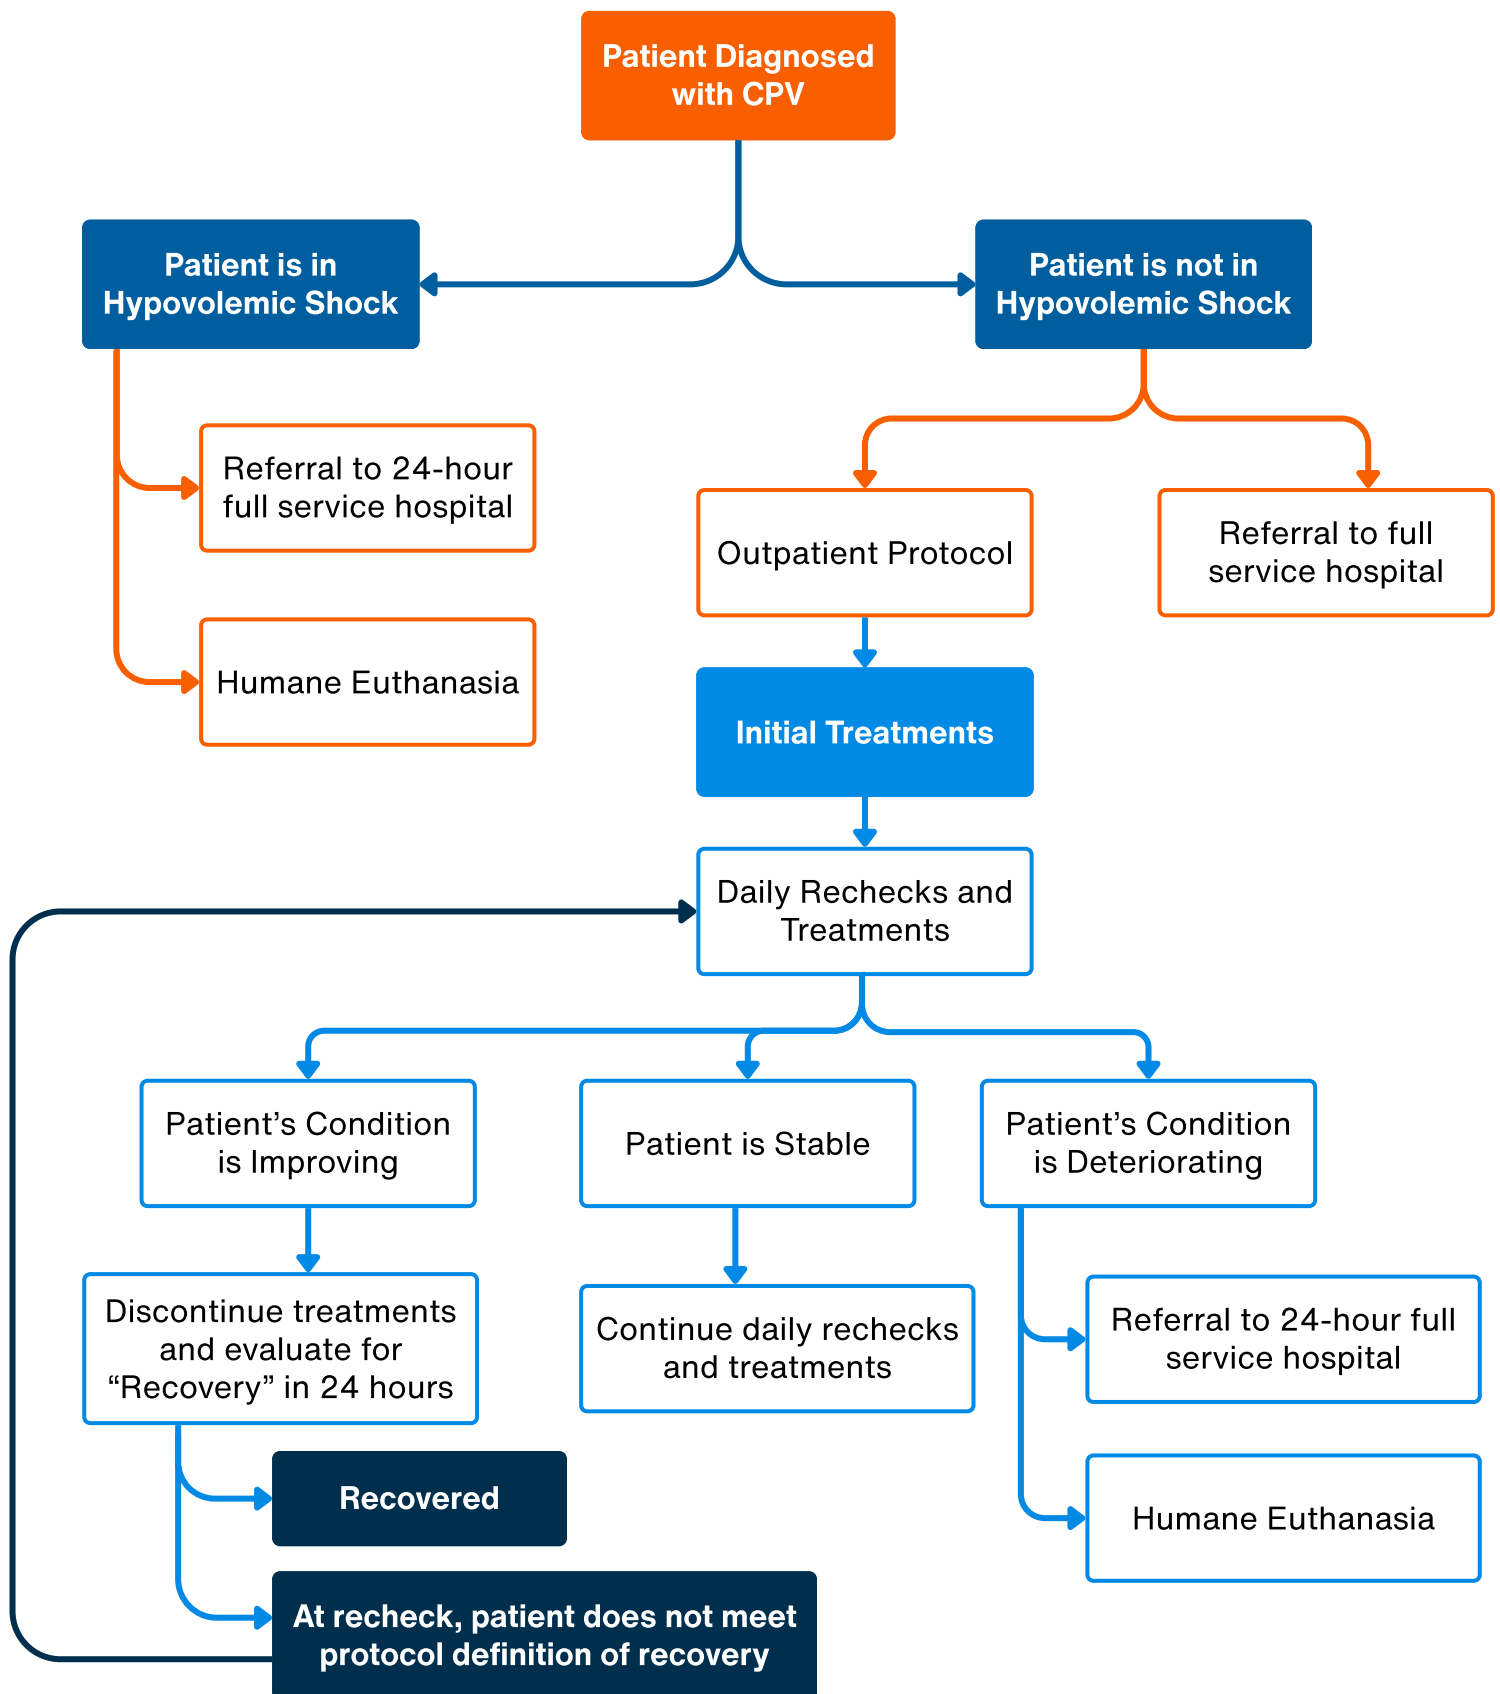 Patient Diagnosed
with CPV
Patient is in
Hypovolemic Shock
Patient is not in
Hypovolemic Shock
Referral to 24-hour
full service hospital
Humane Euthanasia
Outpatient Protocol
Referral to full
service hospital
Initial Treatments
Daily Rechecks and
Treatments
Patient’s Condition
is Improving
Patient is Stable
Patient’s Condition
is Deteriorating
Discontinue treatments
and evaluate for
“Recovery” in 24 hours
Continue daily rechecks
and treatments
Referral to 24-hour full
service hospital
Recovered
Humane Euthanasia
At recheck, patient does not meet
protocol definition of recovery